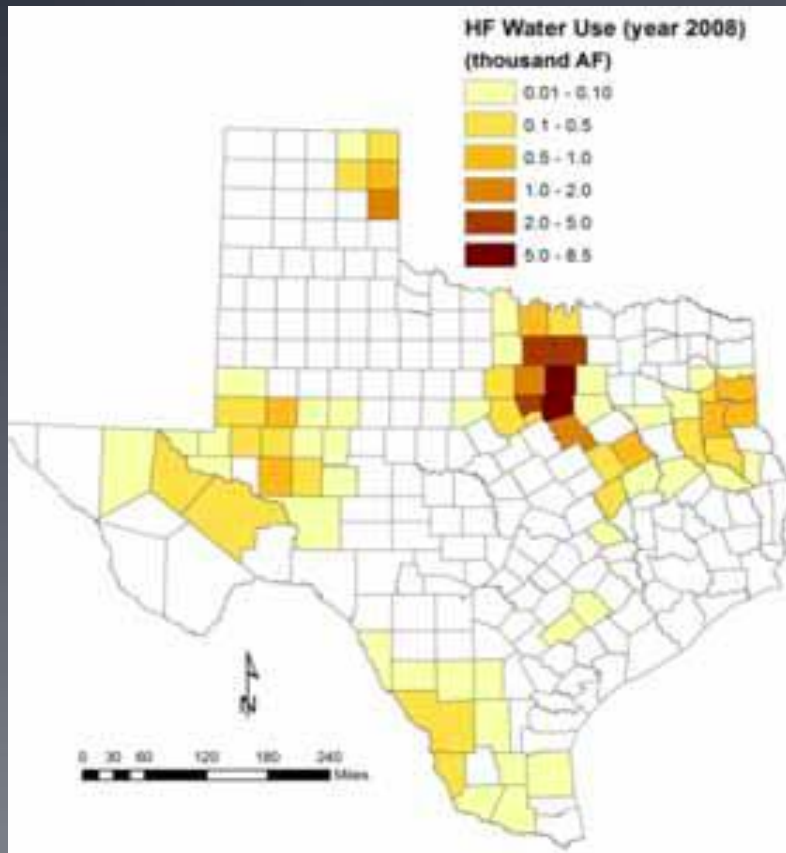 HF Water Use (year 2008)
(thousand AF)
0.01 - 0.10
0.1 - 0.5
0.5 - 1.0
1.0 - 2.0
2.0 - 5.0
5.0 - 8.5
N
0 30 60 120 180 240
Miles